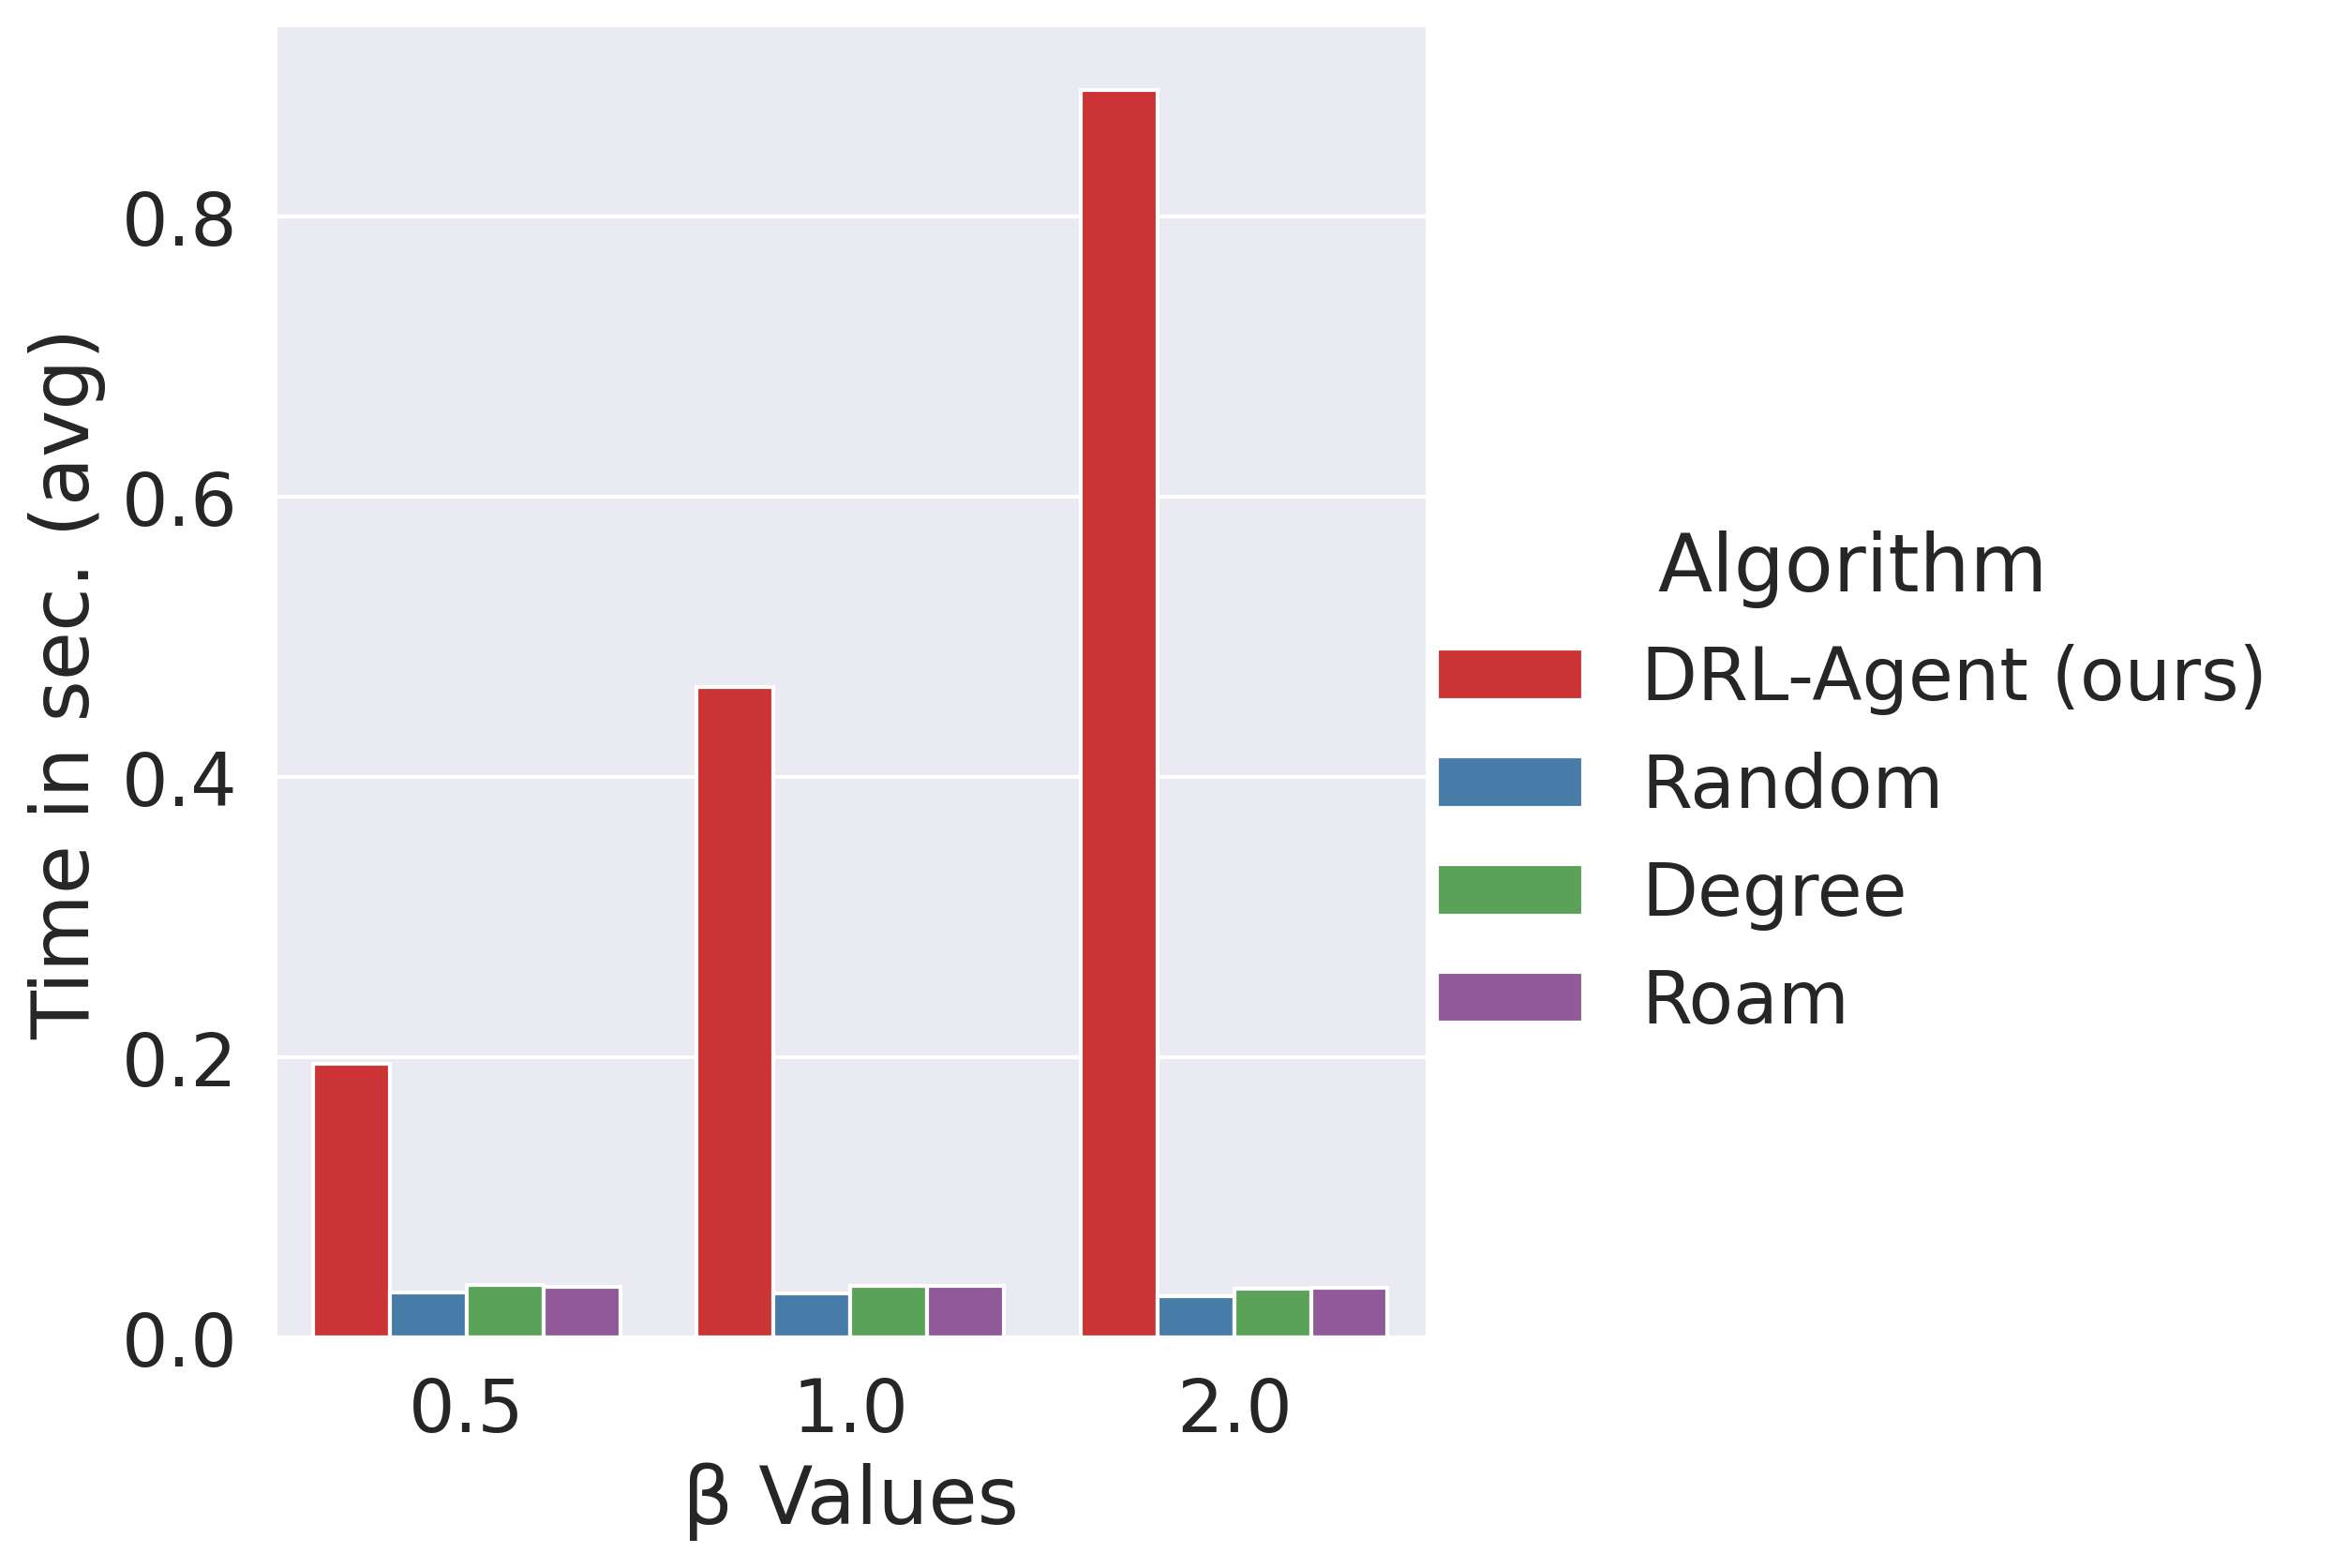 Time in sec. (avg)
0.8
0.6
0.4
0.2
0.0
0.5 1.0 2.0
β Values
Algorithm
DRL-Agent (ours)
Random
Degree
Roam